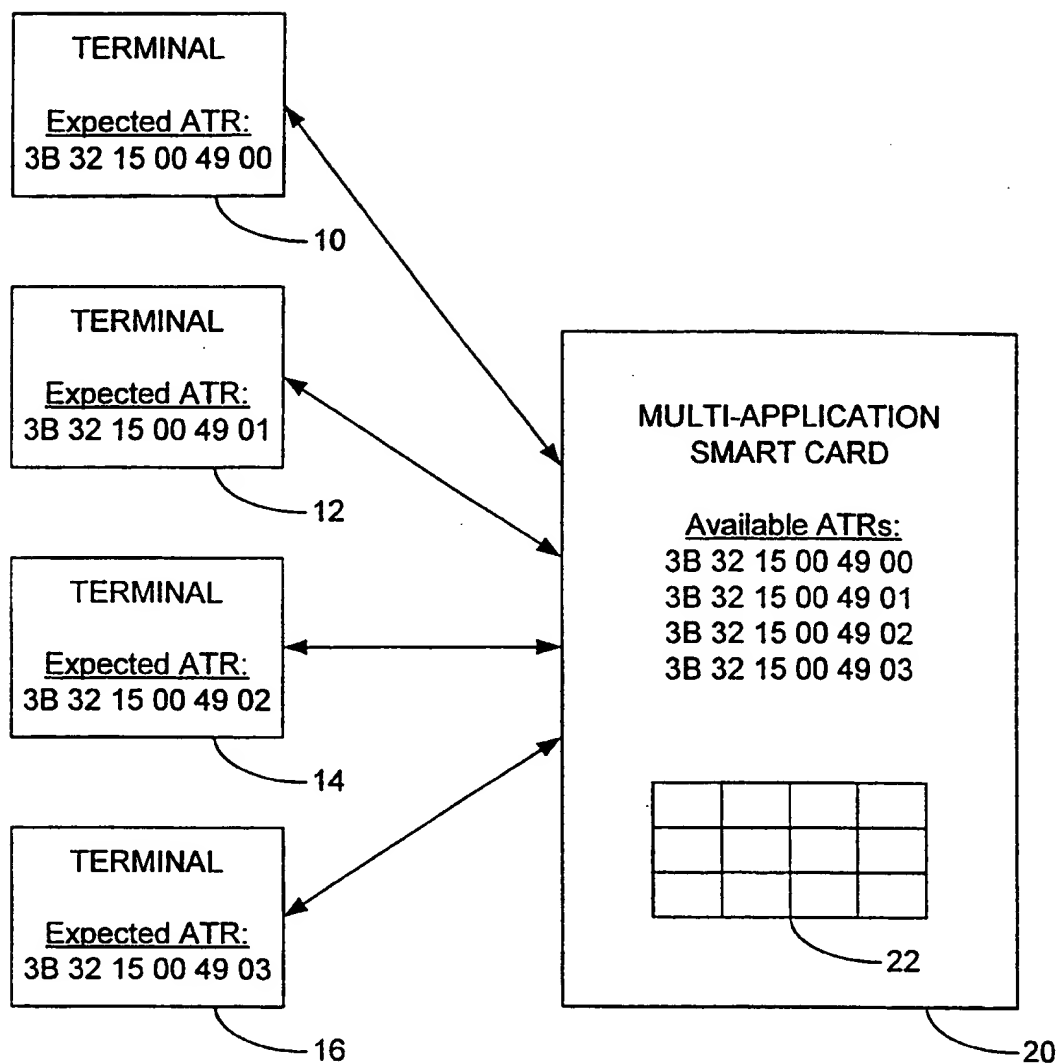 TERMINAL
Expected ATR:
3B 32 15 00 49 00
10
TERMINAL
Expected ATR:
3B 32 15 00 49 01
12
TERMINAL
Expected ATR:
3B 32 15 00 49 02
14
TERMINAL
Expected ATR:
3B 32 15 00 49 03
16
MULTI-APPLICATION
SMART CARD
Available ATRs:
3B 32 15 00 49 00
3B 32 15 00 49 01
3B 32 15 00 49 02
3B 32 15 00 49 03
22
20